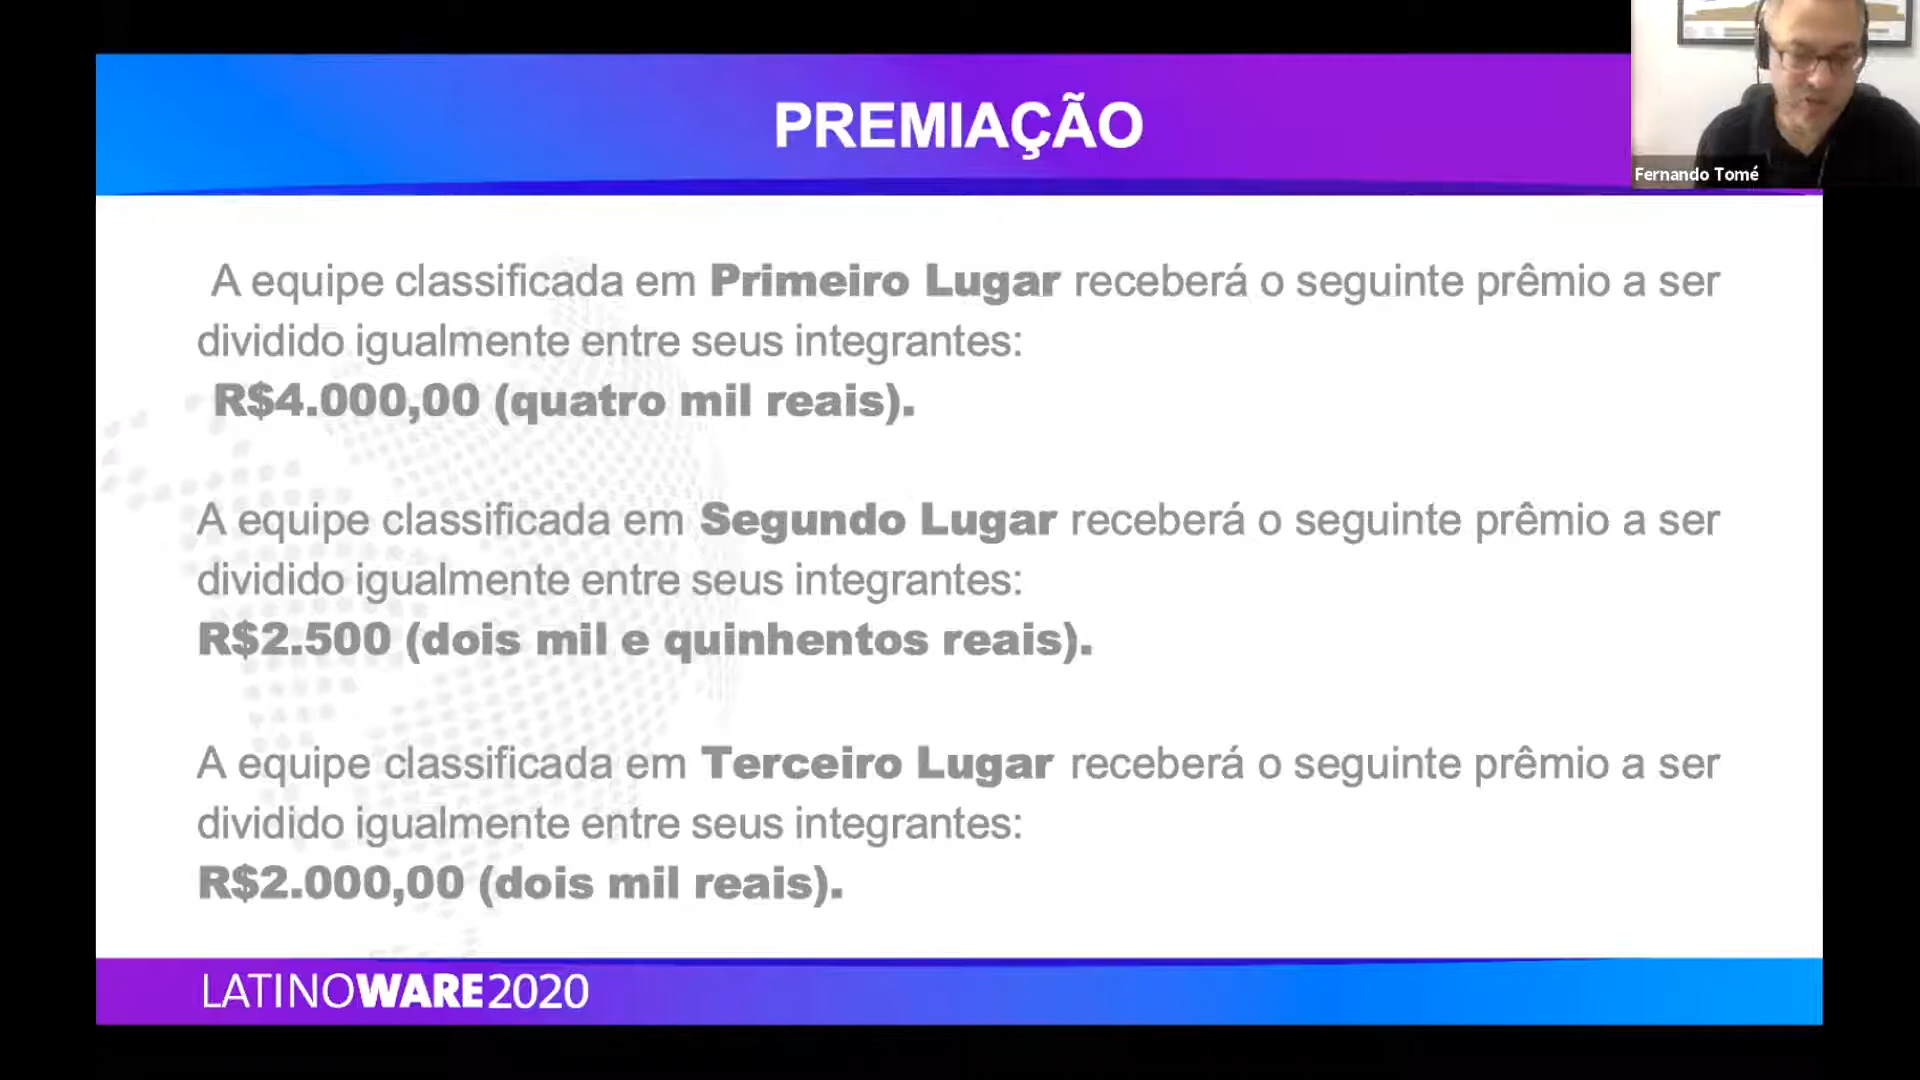 PREMIAÇÃO
Fernando Tomé
A equipe classificada em Primeiro Lugar receberá o seguinte prêmio a ser
dividido igualmente entre seus integrantes:
R$4.000,00 (quatro mil reais).
A equipe classificada em Segundo Lugar receberá o seguinte prêmio a ser
dividido igualmente entre seus integrantes:
R$2.500 (dois mil e quinhentos reais).
A equipe classificada em Terceiro Lugar receberá o seguinte prêmio a ser
dividido igualmente entre seus integrantes:
R$2.000,00 (dois mil reais).
LATINOWARE2020